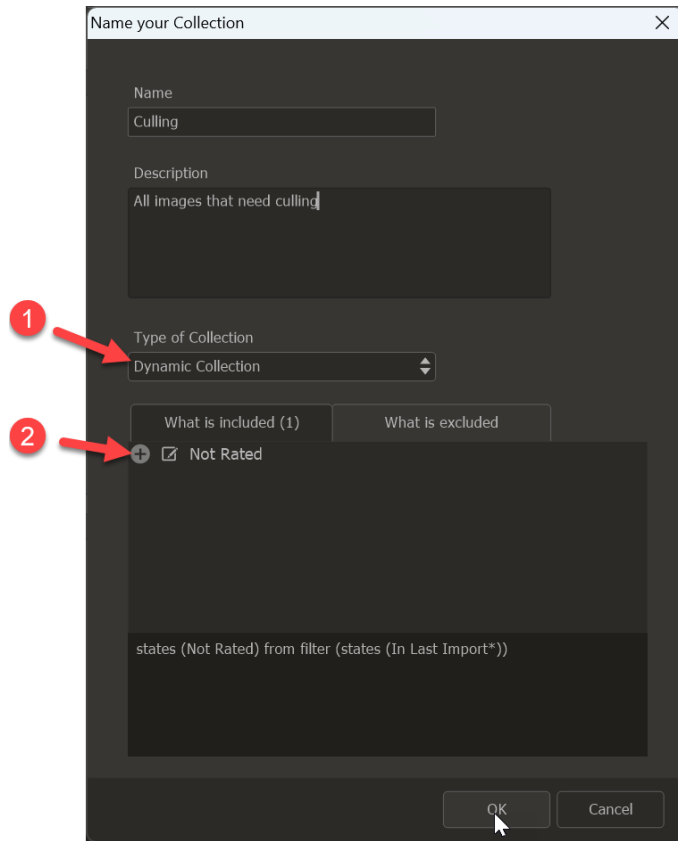 Name your Collection
Name
Culling
Description
All images that need culling
1
Type of Collection
Dynamic Collection
What is included (1) What is excluded
2
Not Rated
states (Not Rated) from filter (states (In Last Import*))
OK Cancel